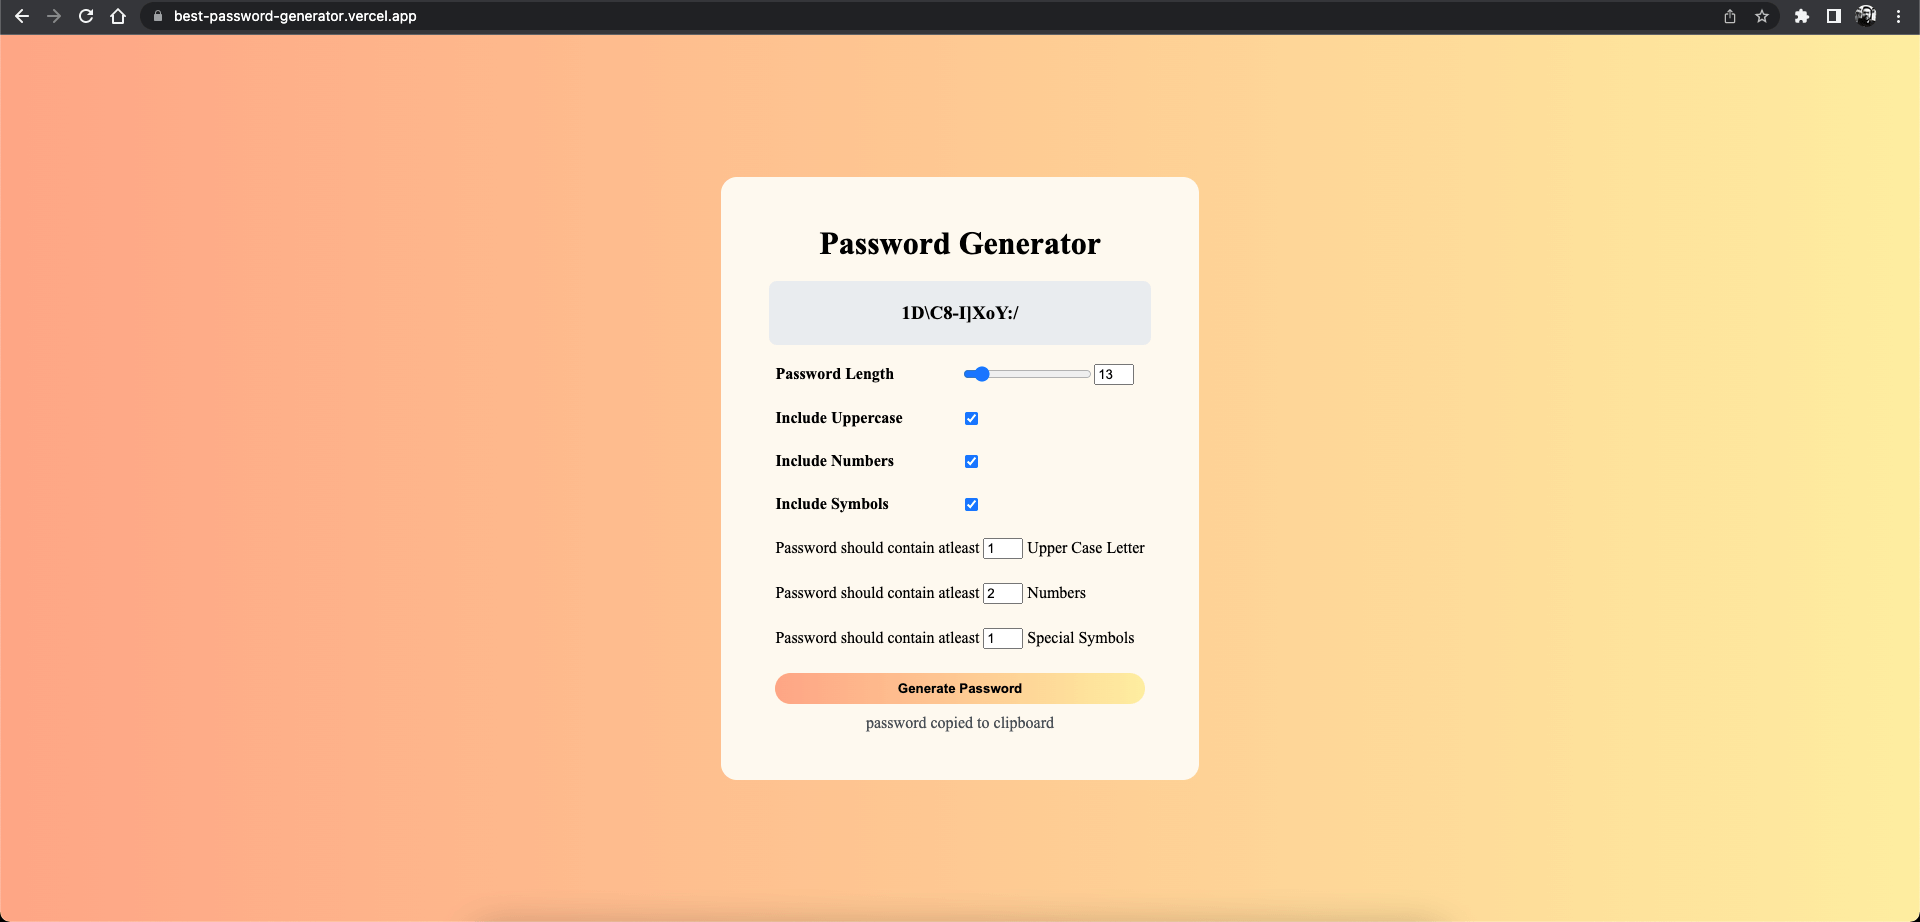 best-password-generator.vercel.app
Password Generator
1D\C8-I]XoY:/
Password Length 13
Include Uppercase
Include Numbers
Include Symbols
Password should contain atleast 1 Upper Case Letter
Password should contain atleast 2 Numbers
Password should contain atleast 1 Special Symbols
Generate Password
password copied to clipboard